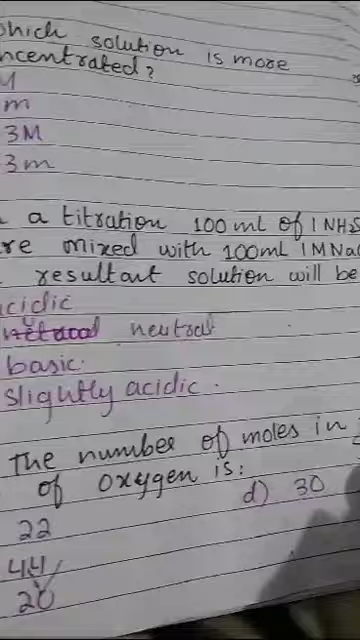 which solution is more
ncentrated?
M
m
3M
3m
a titration 100 ml of 1 NH2S
re mixed with 100ml 1M Na
resultant solution will be
acidic
neutral
basic.
slightly acidic.
The number of moles in
of oxygen is:
d) 30
22
44
20